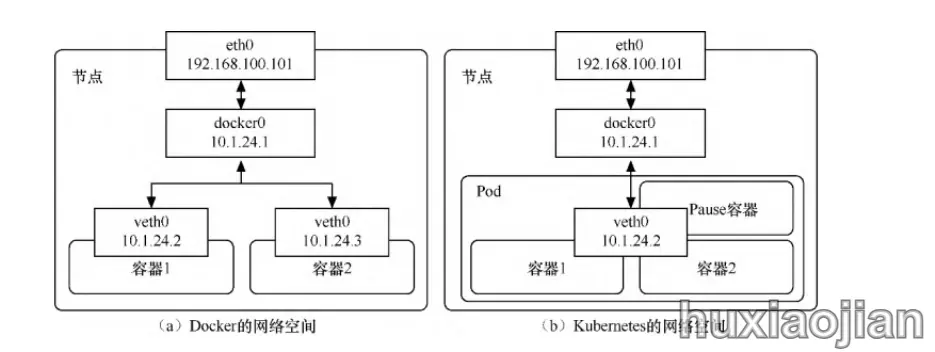 eth0
192.168.100.101
节点
docker0
10.1.24.1
veth0
10.1.24.2
veth0
10.1.24.3
容器1
容器2
（a）Docker的网络空间
eth0
192.168.100.101
节点
docker0
10.1.24.1
Pod
Pause容器
veth0
10.1.24.2
容器1
容器2
（b）Kubernetes的网络空间
huxiaojian